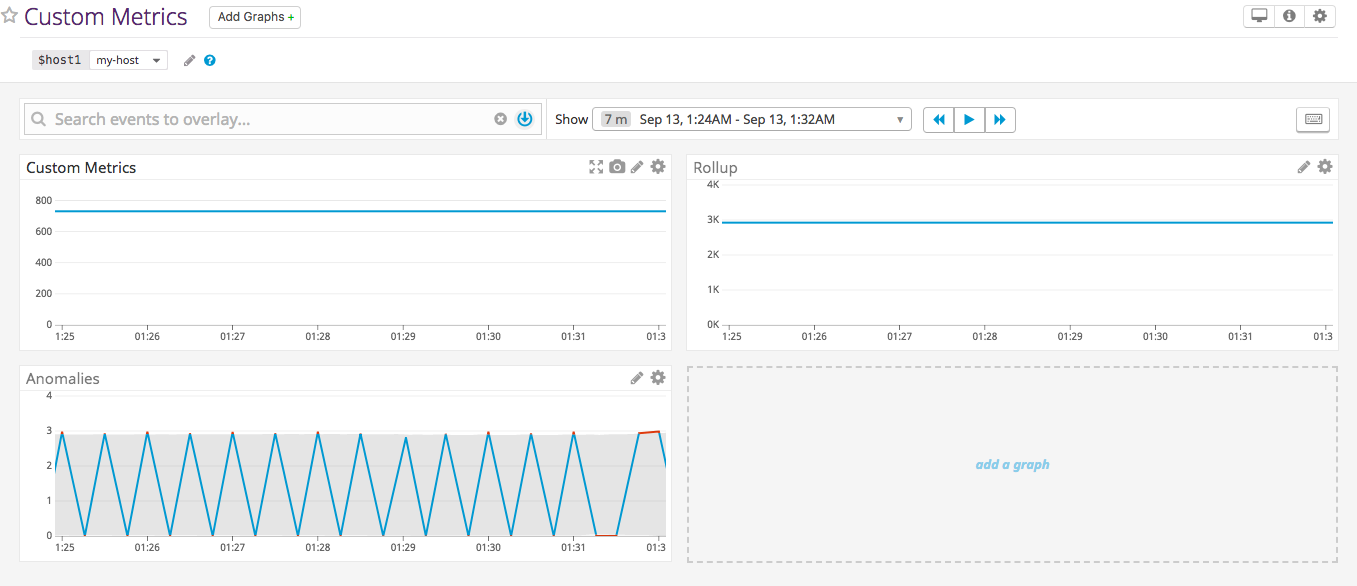 Custom Metrics Add Graphs +
$host1 my-host ?
Search events to overlay... Show 7 m Sep 13, 1:24AM - Sep 13, 1:32AM
Custom Metrics
800
600
400
200
0
1:25 01:26 01:27 01:28 01:29 01:30 01:31 01:3
Rollup
4K
3K
2K
1K
0K
1:25 01:26 01:27 01:28 01:29 01:30 01:31 01:3
Anomalies
4
3
2
1
0
1:25 01:26 01:27 01:28 01:29 01:30 01:31 01:3
add a graph